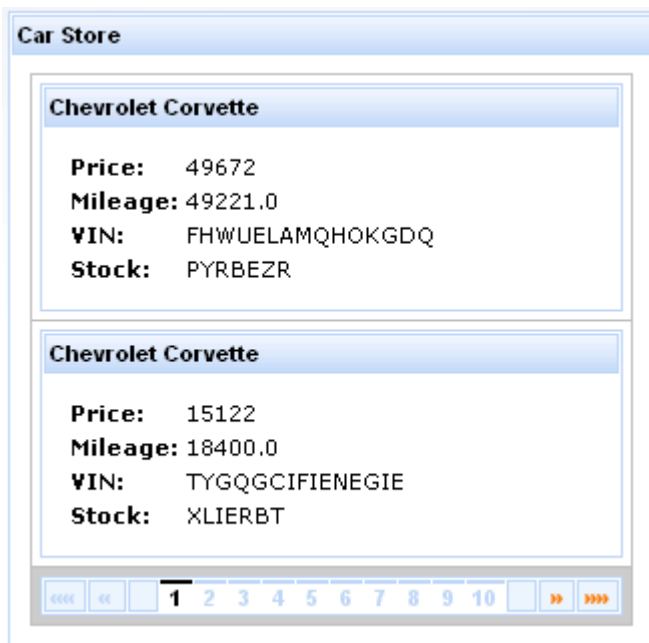 Car Store
Chevrolet Corvette
Price: 49672
Mileage: 49221.0
VIN: FHWUELAMQHOKGDQ
Stock: PYRBEZR
Chevrolet Corvette
Price: 15122
Mileage: 18400.0
VIN: TYGQGCIFIENEGIE
Stock: XLIERBT
«« « 1 2 3 4 5 6 7 8 9 10 » »»